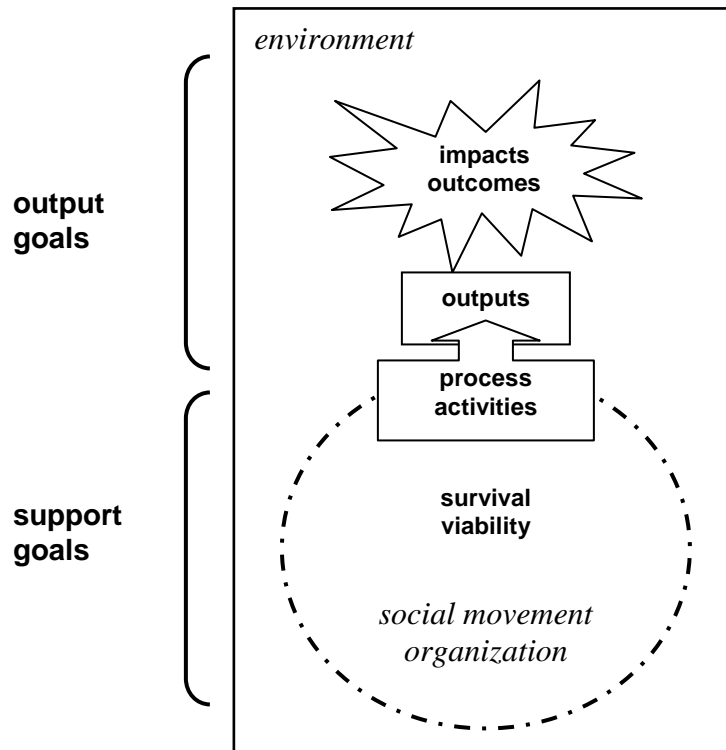 environment
impacts
outcomes
output
goals
outputs
process
activities
survival
viability
support
goals
social movement
organization